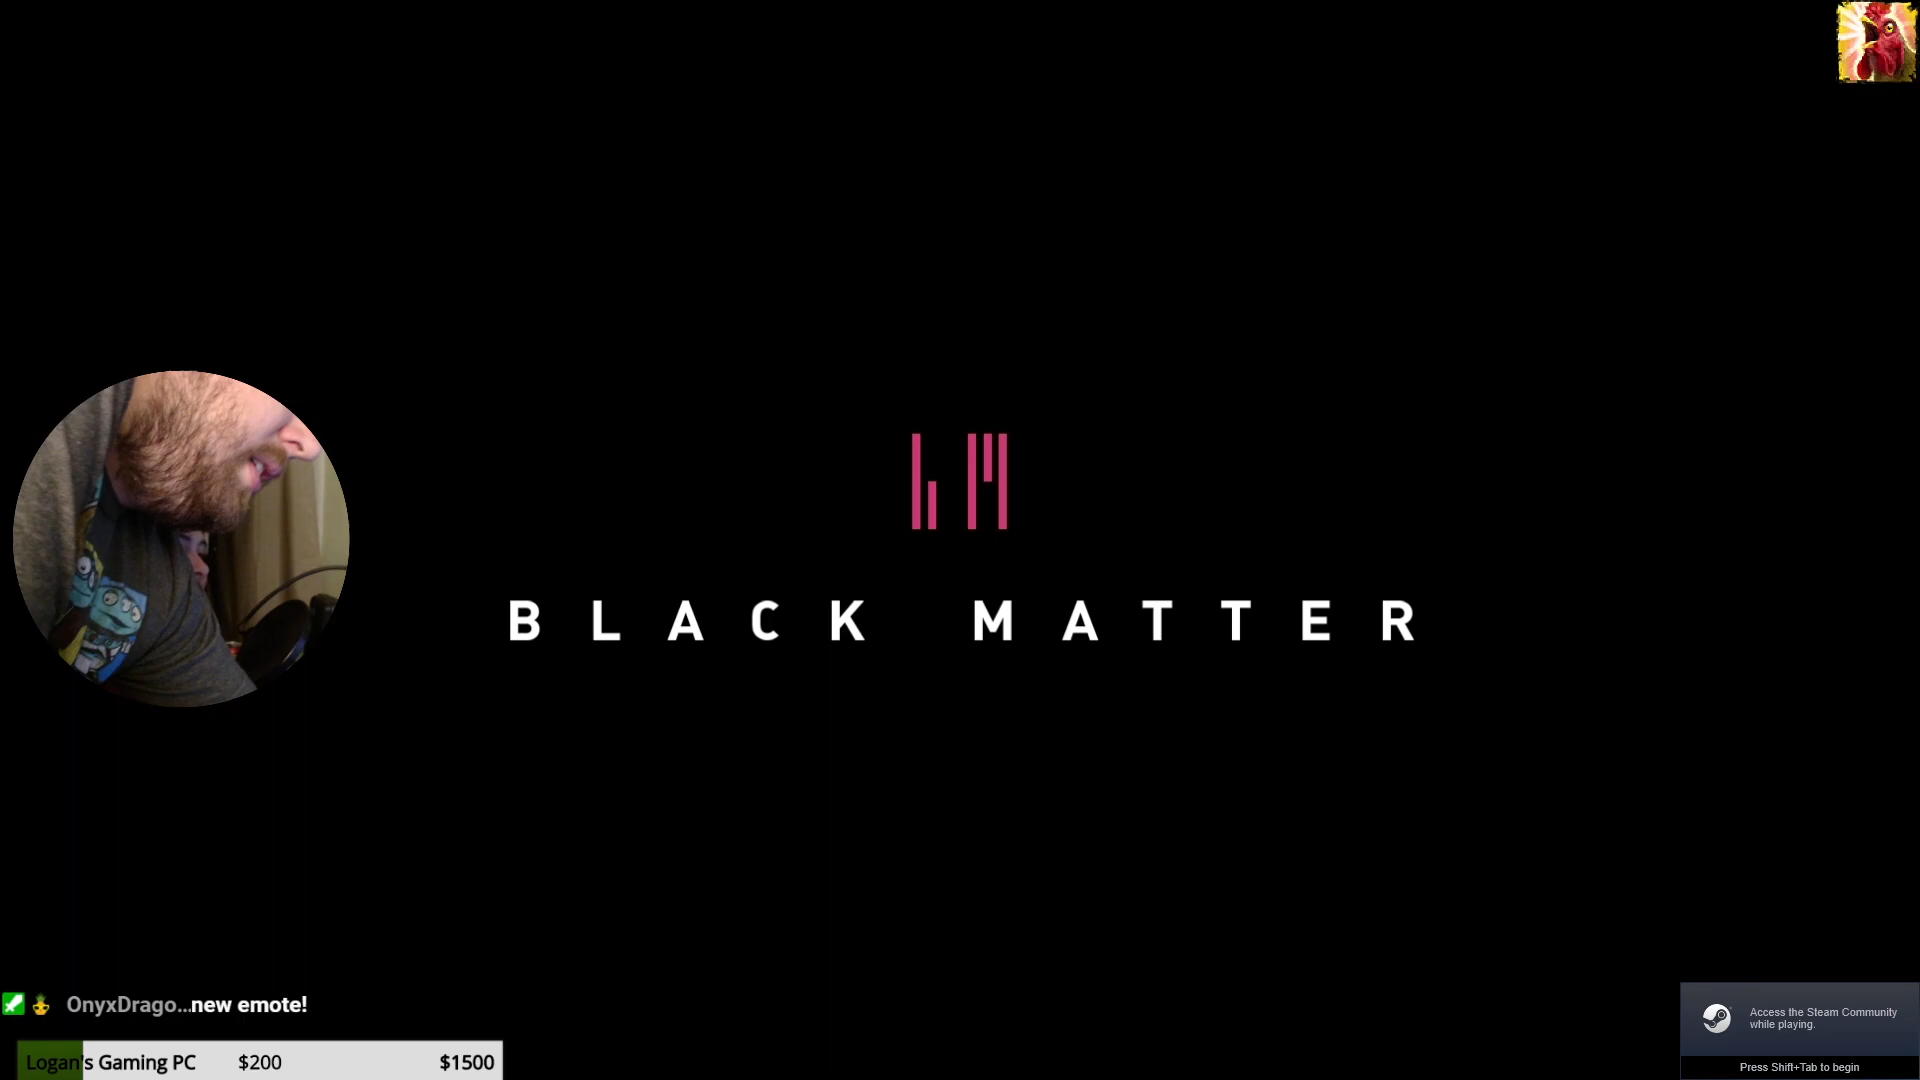 BLACK MATTER
OnyxDrago...new emote!
Logan's Gaming PC $200 $1500
Access the Steam Community
while playing.
Press Shift+Tab to begin